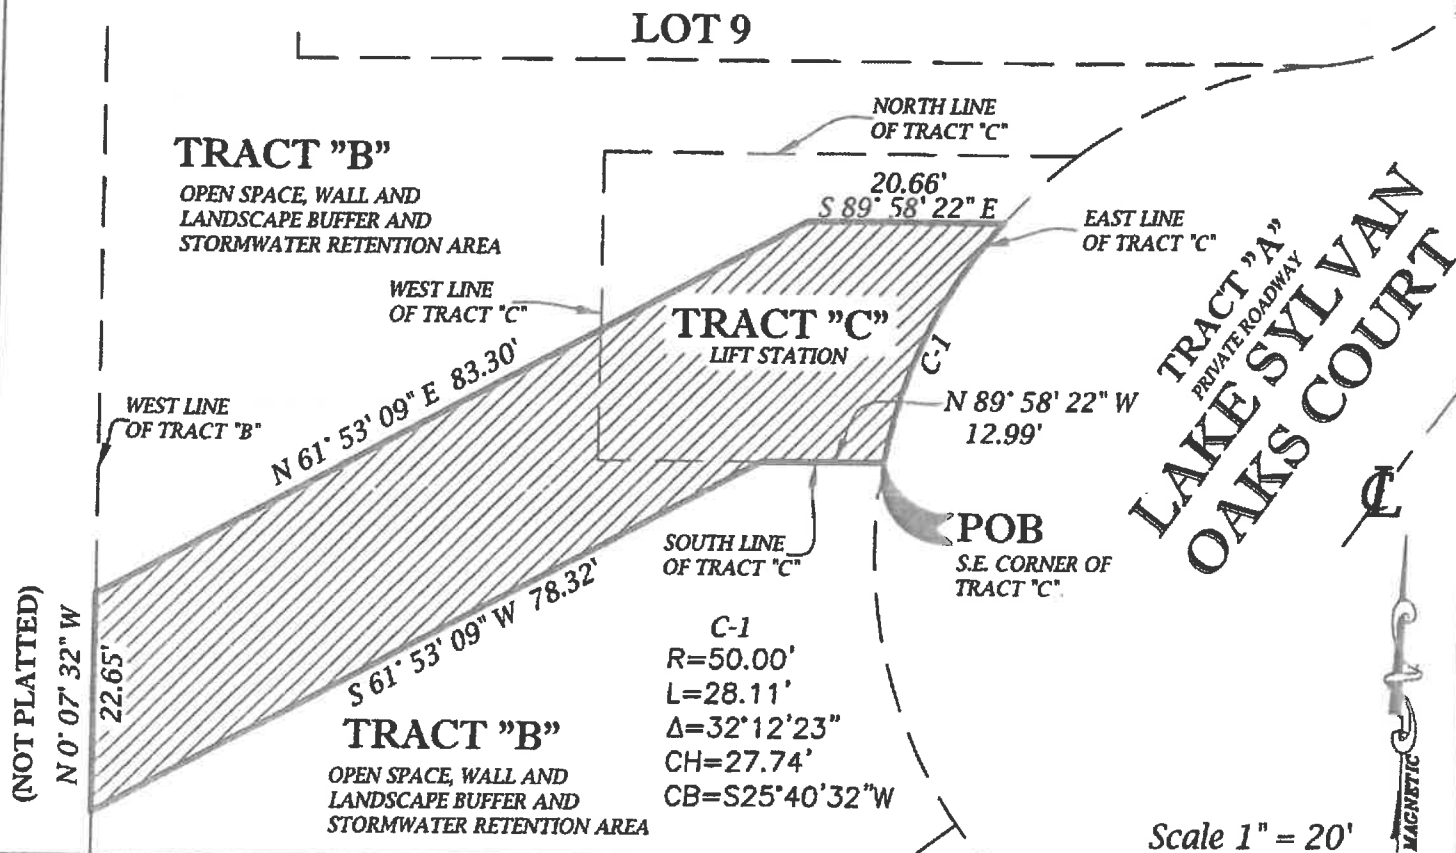 LOT 9
NORTH LINE
OF TRACT "C"
TRACT "B"
OPEN SPACE, WALL AND
LANDSCAPE BUFFER AND
STORMWATER RETENTION AREA
20.66'
S 89° 58' 22" E
EAST LINE
OF TRACT "C"
WEST LINE
OF TRACT "C"
TRACT "C"
LIFT STATION
C-1
TRACT "A"
PRIVATE ROADWAY
LAKE SYLVAN
OAKS COURT
N 61° 53' 09" E 83.30'
WEST LINE
OF TRACT "B"
N 89° 58' 22" W
12.99'
POB
S.E. CORNER OF
TRACT "C".
SOUTH LINE
OF TRACT "C"
S 61° 53' 09" W 78.32'
(NOT PLATTED)
N 0° 07' 32" W
22.65'
C-1
R=50.00'
L=28.11'
Δ=32°12'23"
CH=27.74'
CB=S25°40'32"W
TRACT "B"
OPEN SPACE, WALL AND
LANDSCAPE BUFFER AND
STORMWATER RETENTION AREA
℄
MAGNETIC
Scale 1" = 20'